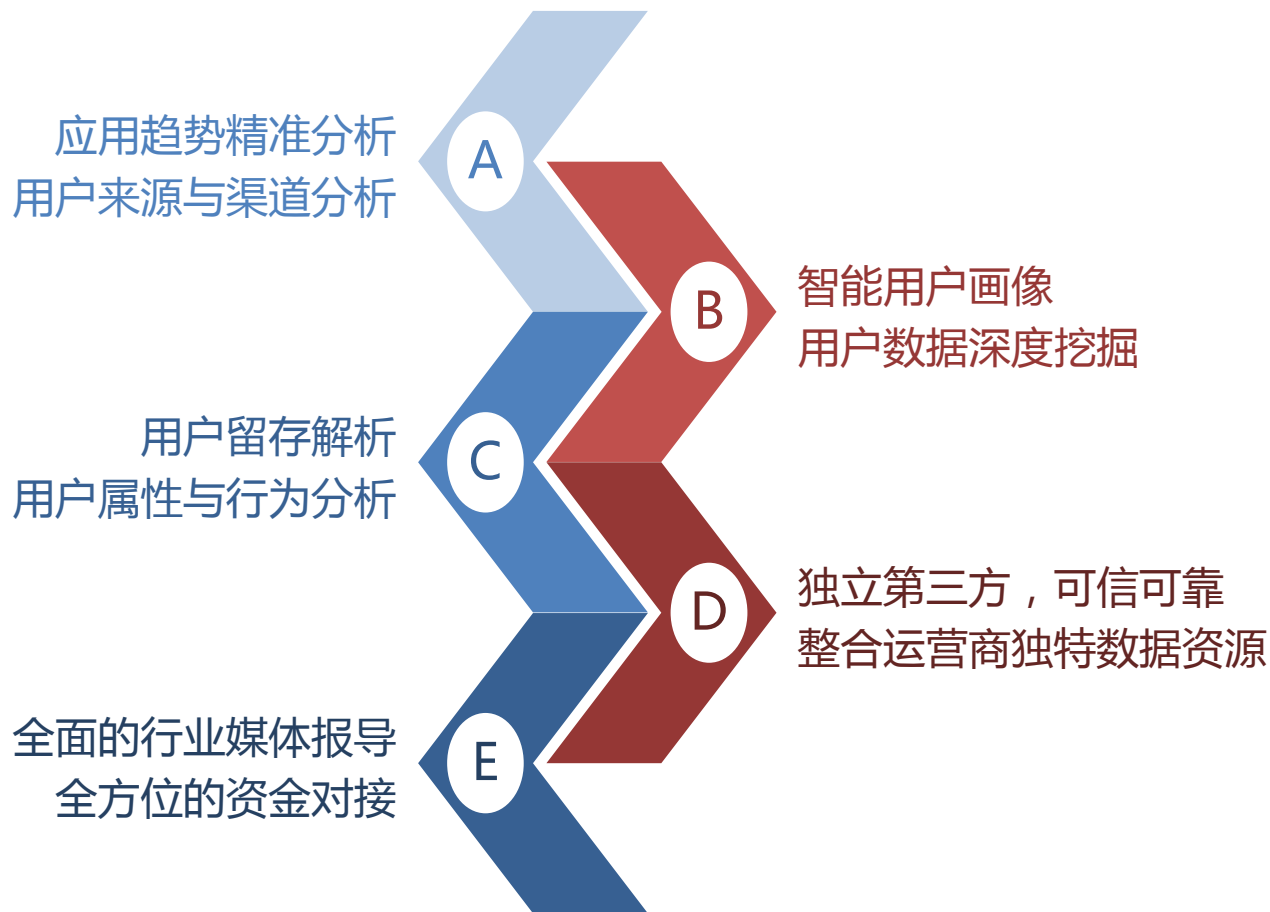 应用趋势精准分析
用户来源与渠道分析
A
B
智能用户画像
用户数据深度挖掘
用户留存解析
用户属性与行为分析
C
D
独立第三方，可信可靠
整合运营商独特数据资源
全面的行业媒体报导
全方位的资金对接
E